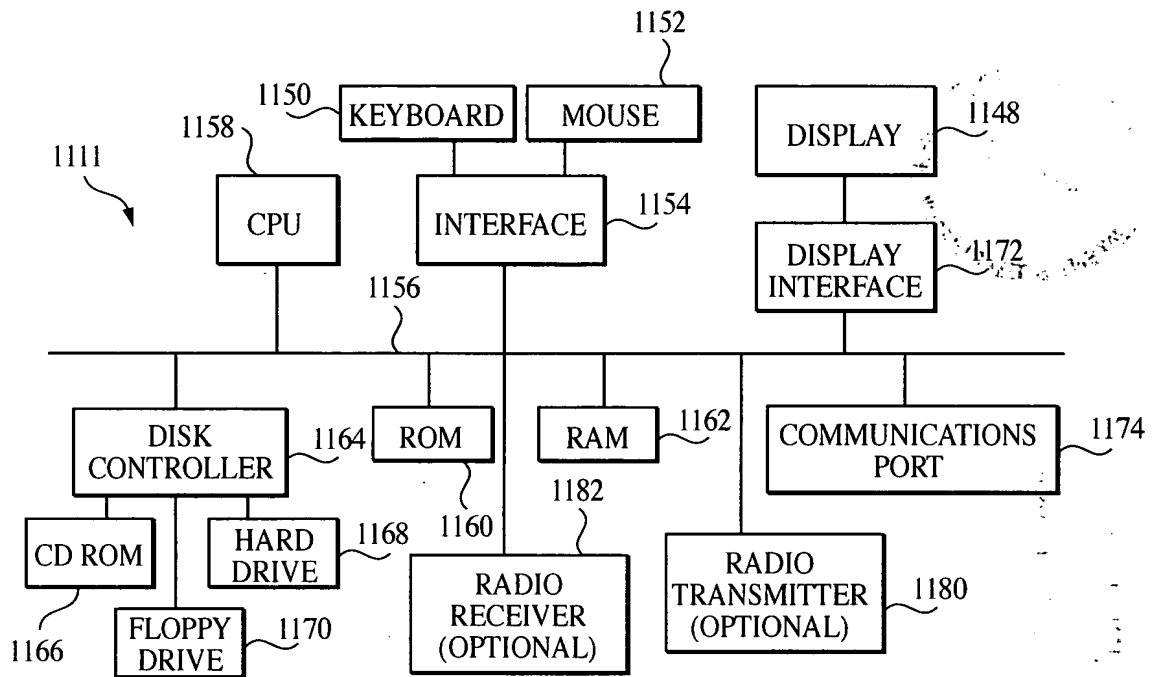 1152
1150
KEYBOARD
MOUSE
1158
DISPLAY
1148
1111
CPU
INTERFACE
1154
DISPLAY
INTERFACE
1172
1156
DISK
CONTROLLER
1164
ROM
RAM
1162
COMMUNICATIONS
PORT
1174
1160
1182
CD ROM
HARD
DRIVE
1168
1166
FLOPPY
DRIVE
1170
RADIO
RECEIVER
(OPTIONAL)
RADIO
TRANSMITTER
(OPTIONAL)
1180